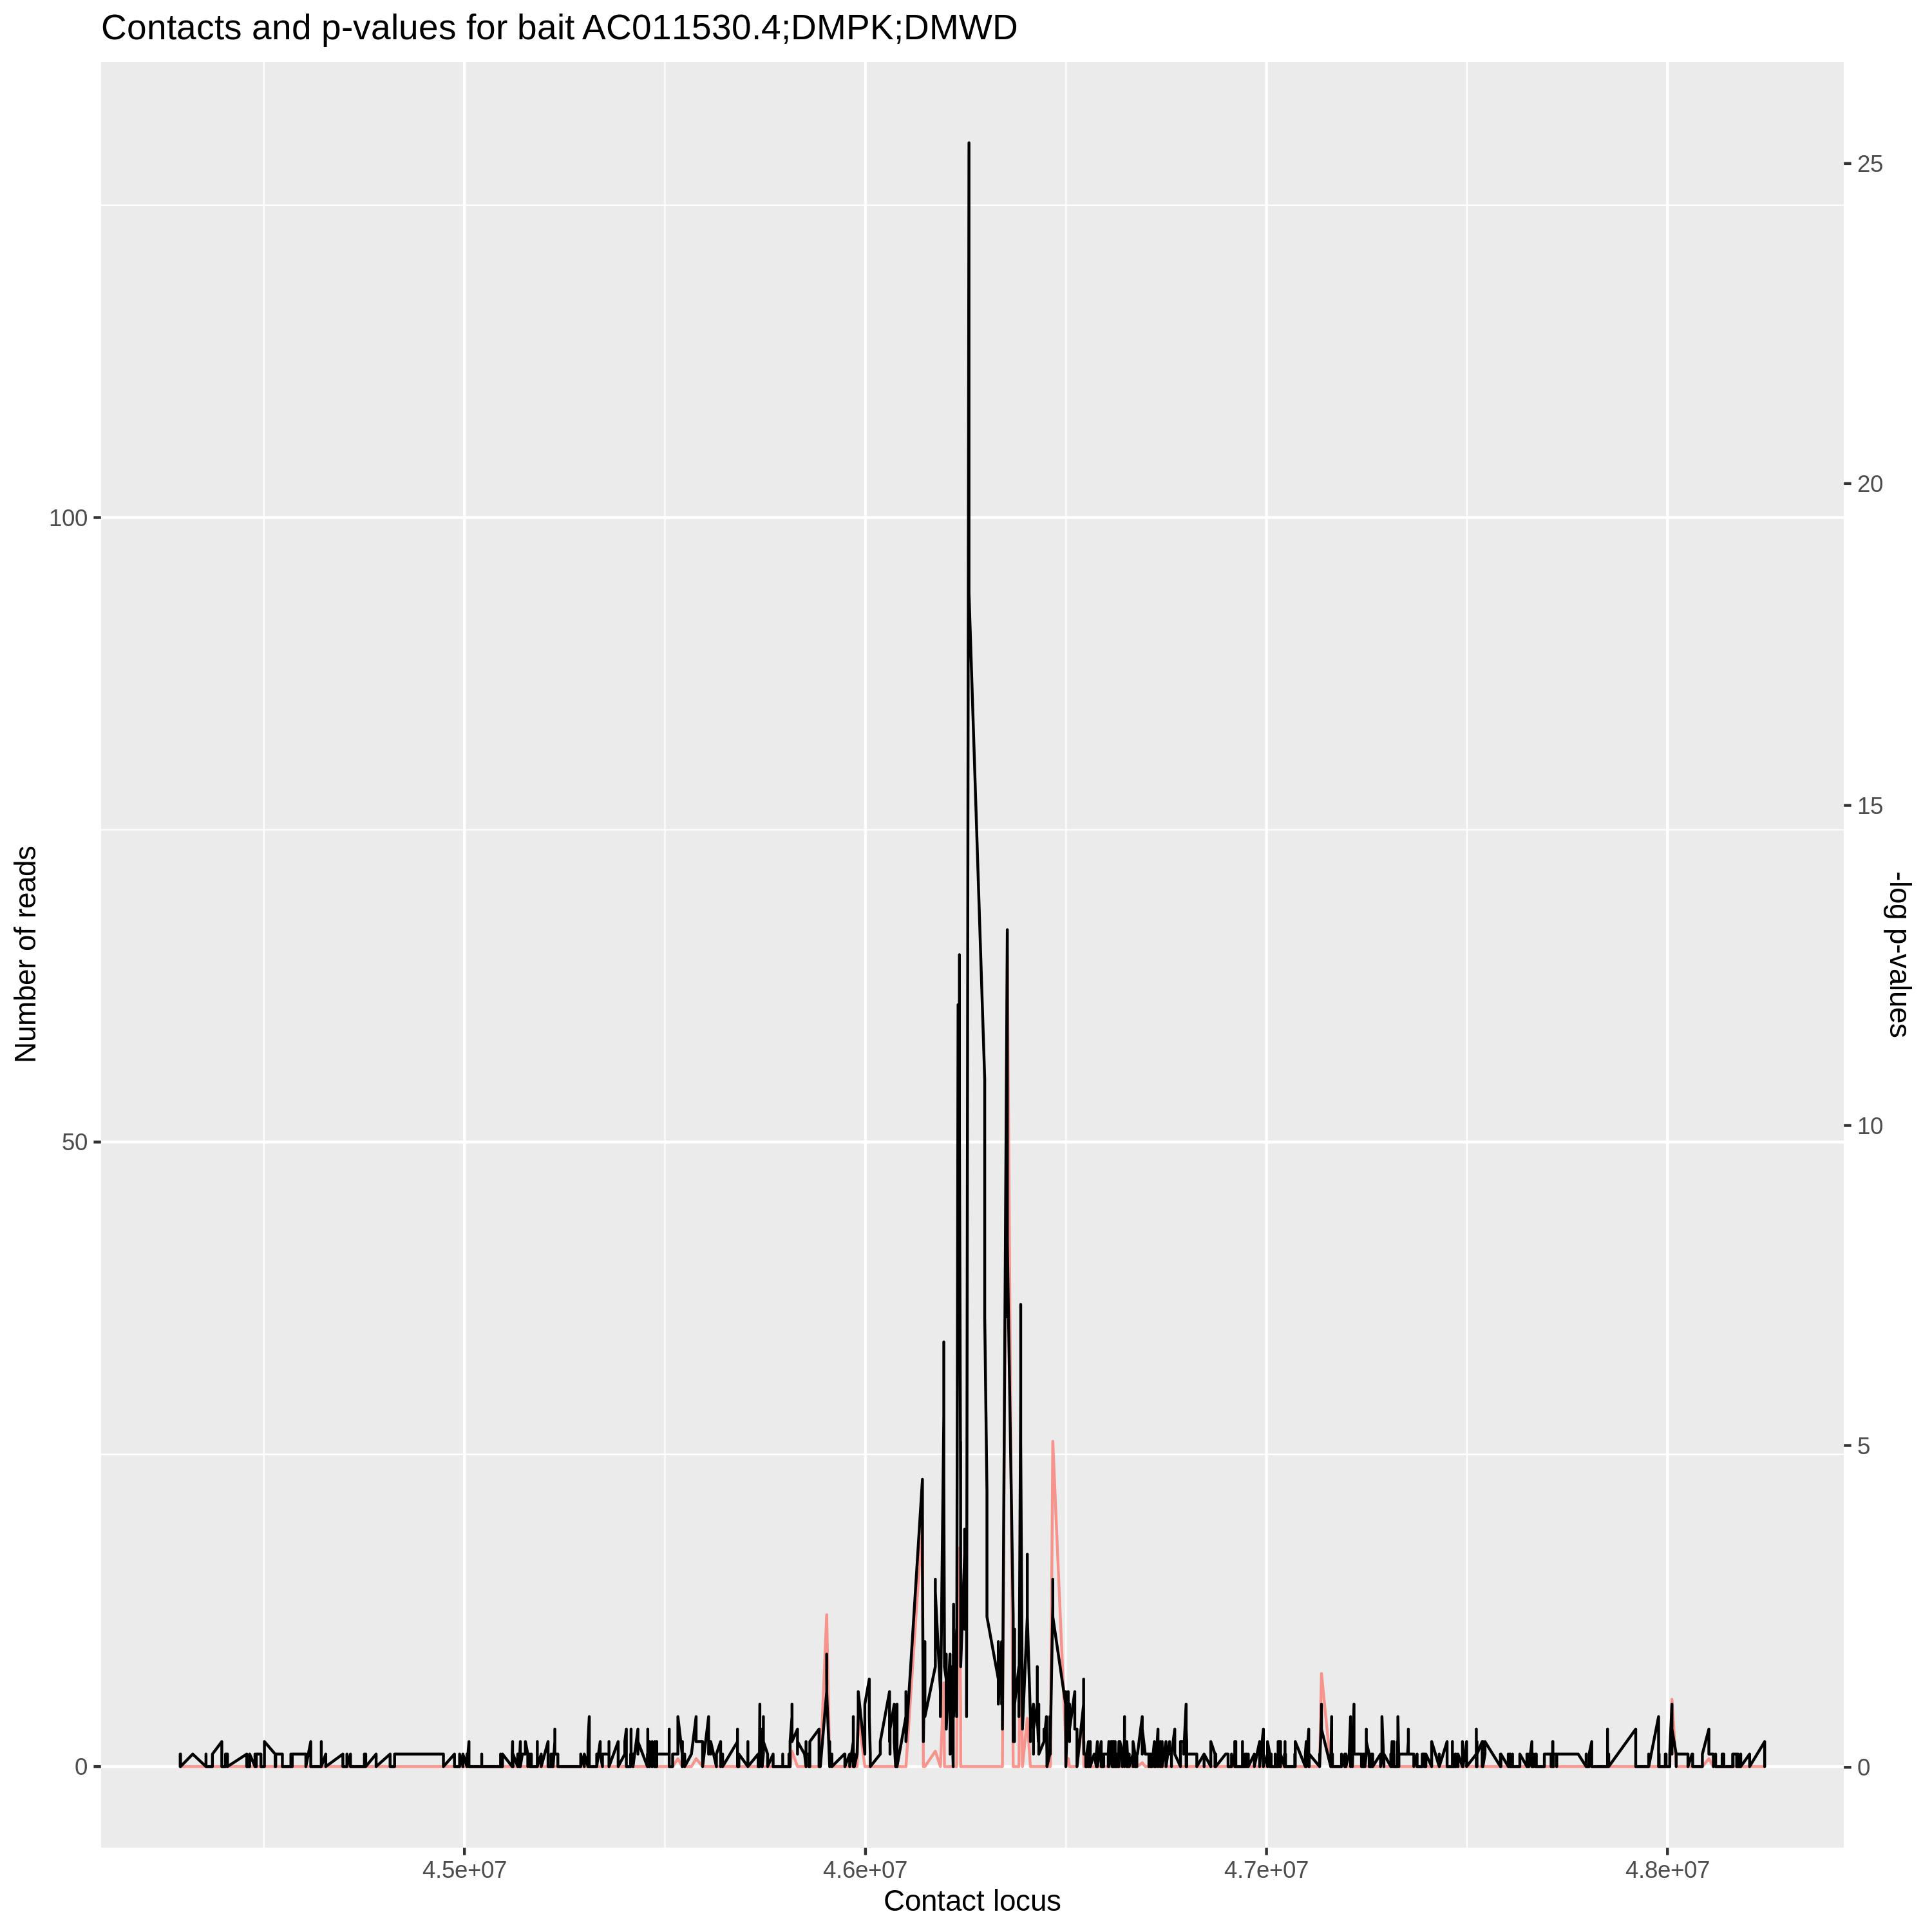 Contacts and p-values for bait AC011530.4;DMPK;DMWD
25
20
100
15
Number of reads
-log p-values
50
10
5
0
0
4.5e+07
4.6e+07
4.7e+07
4.8e+07
Contact locus